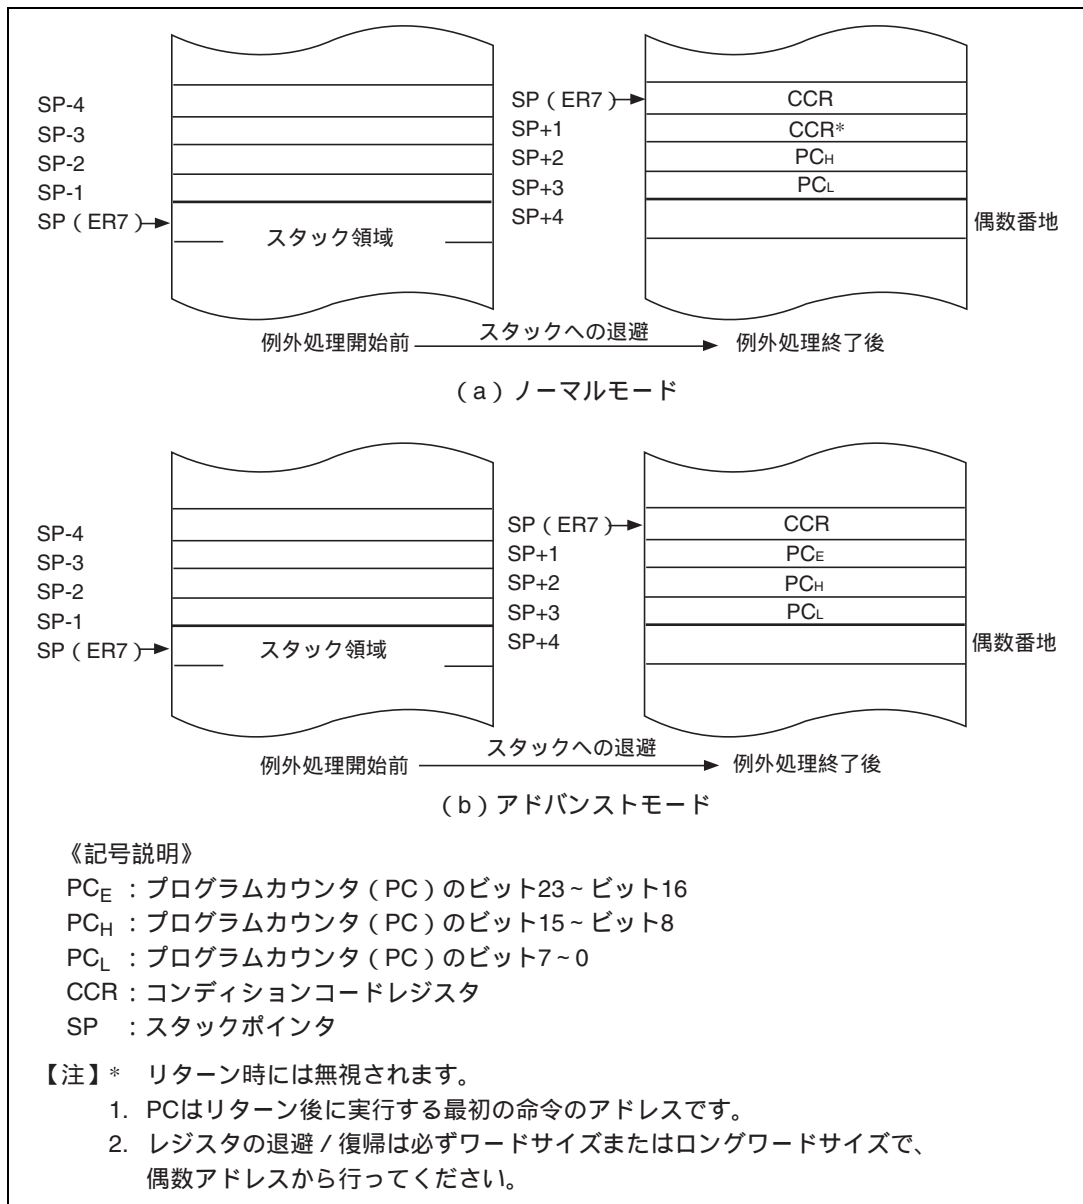 SP-4
SP-3
SP-2
SP-1
SP（ER7）
スタック領域
SP（ER7）
SP+1
SP+2
SP+3
SP+4
CCR
CCR*
PCH
PCL
偶数番地
例外処理開始前
スタックへの退避
例外処理終了後
（a）ノーマルモード
SP-4
SP-3
SP-2
SP-1
SP（ER7）
スタック領域
SP（ER7）
SP+1
SP+2
SP+3
SP+4
CCR
PCE
PCH
PCL
偶数番地
例外処理開始前
スタックへの退避
例外処理終了後
（b）アドバンストモード
《記号説明》
PCE ：プログラムカウンタ（PC）のビット23～ビット16
PCH ：プログラムカウンタ（PC）のビット15～ビット8
PCL ：プログラムカウンタ（PC）のビット7～0
CCR：コンディションコードレジスタ
SP ：スタックポインタ
【注】* リターン時には無視されます。
1. PCはリターン後に実行する最初の命令のアドレスです。
2. レジスタの退避／復帰は必ずワードサイズまたはロングワードサイズで、
偶数アドレスから行ってください。